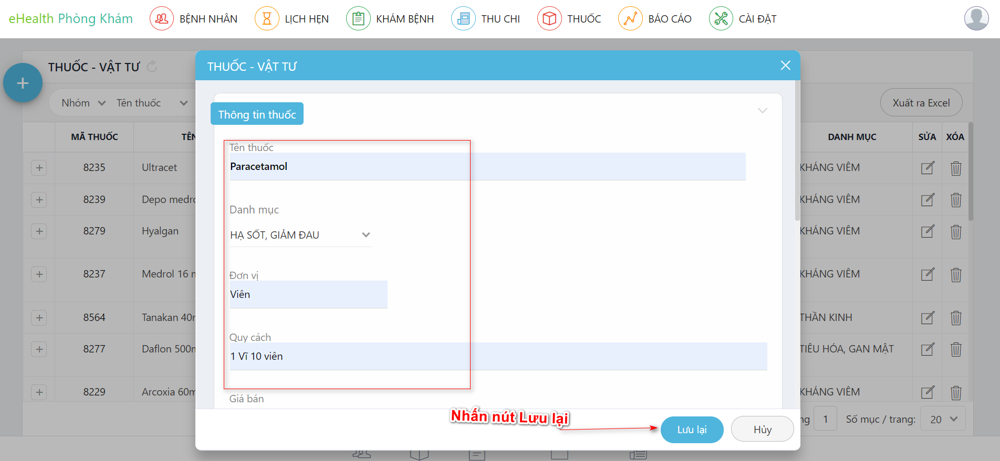 eHealth Phòng Khám
BỆNH NHÂN
LỊCH HẸN
KHÁM BỆNH
THU CHI
THUỐC
BÁO CÁO
CÀI ĐẶT
THUỐC - VẬT TƯ
Nhóm
Tên thuốc
Xuất ra Excel
MÃ THUỐC
TÊN
DANH MỤC
SỬA
XÓA
8235
Ultracet
KHÁNG VIÊM
8239
Depo medro
KHÁNG VIÊM
8279
Hyalgan
KHÁNG VIÊM
8237
Medrol 16 m
KHÁNG VIÊM
8564
Tanakan 40m
THẦN KINH
8277
Daflon 500m
TIÊU HÓA, GAN MẬT
8229
Arcoxia 60m
KHÁNG VIÊM
ng
1
Số mục / trang:
20
THUỐC - VẬT TƯ
Thông tin thuốc
Tên thuốc
Paracetamol
Danh mục
HẠ SỐT, GIẢM ĐAU
Đơn vị
Viên
Quy cách
1 Vĩ 10 viên
Giá bán
Nhấn nút Lưu lại
Lưu lại
Hủy